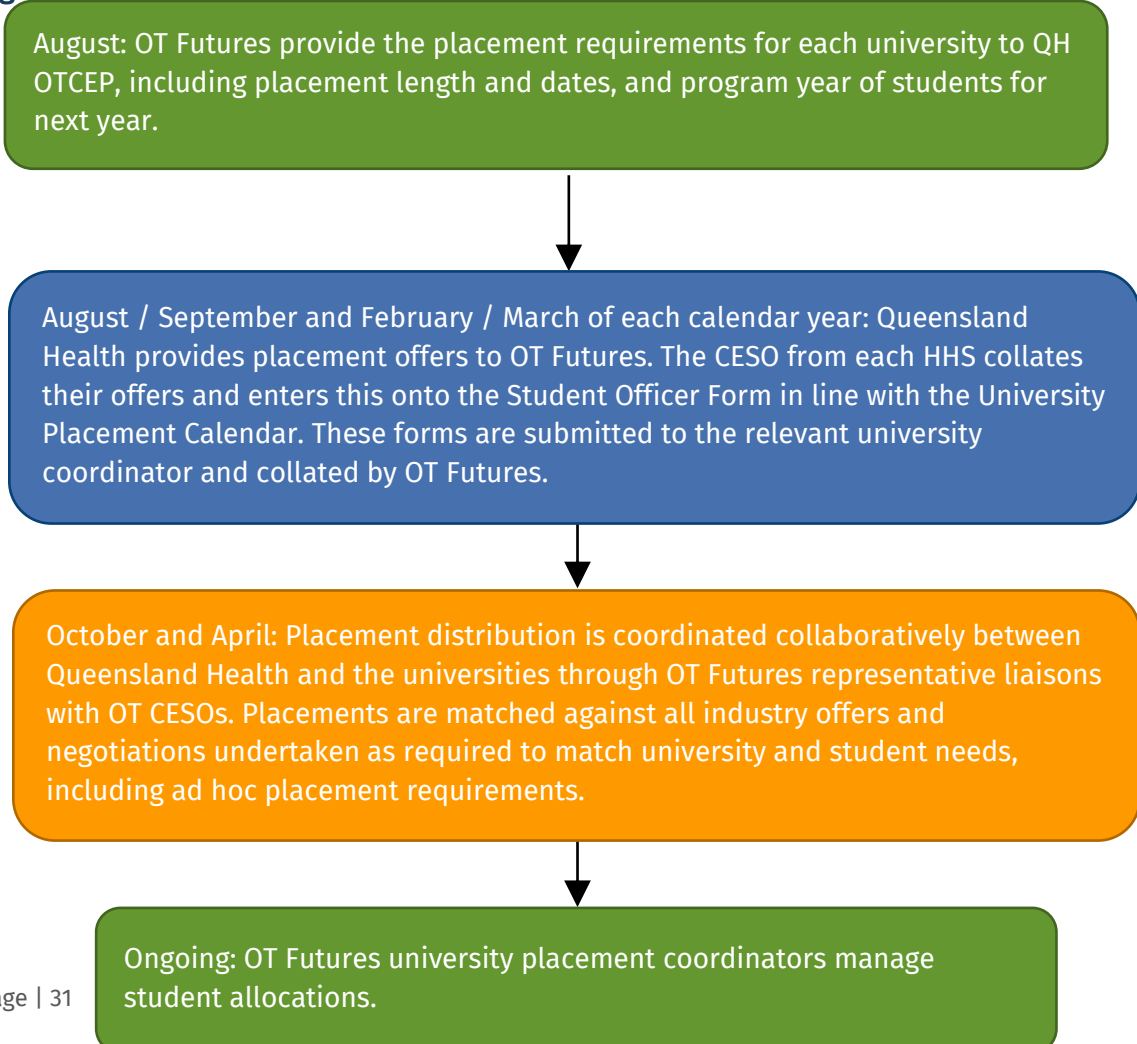 August: OT Futures provide the placement requirements for each university to QH
OTCEP, including placement length and dates, and program year of students for
next year.
August / September and February / March of each calendar year: Queensland
Health provides placement offers to OT Futures. The CESO from each HHS collates
their offers and enters this onto the Student Officer Form in line with the University
Placement Calendar. These forms are submitted to the relevant university
coordinator and collated by OT Futures.
October and April: Placement distribution is coordinated collaboratively between
Queensland Health and the universities through OT Futures representative liaisons
with OT CESOs. Placements are matched against all industry offers and
negotiations undertaken as required to match university and student needs,
including ad hoc placement requirements.
Ongoing: OT Futures university placement coordinators manage
student allocations.
age | 31